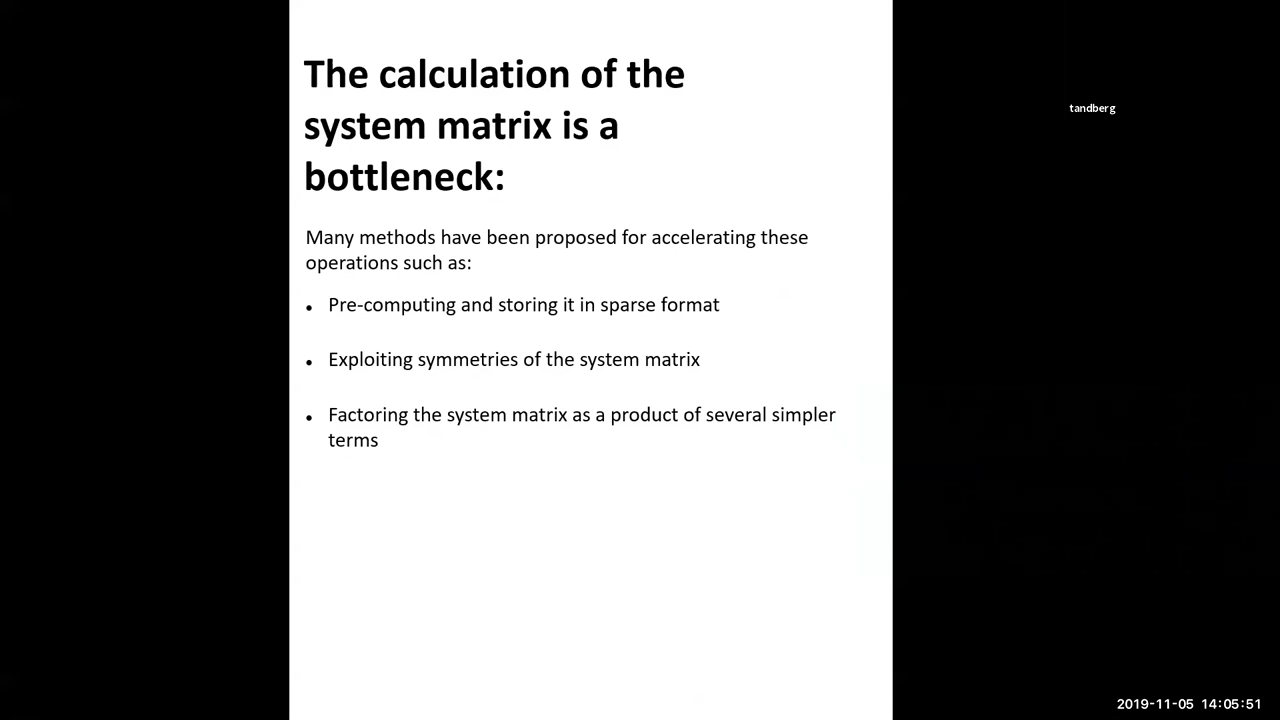 The calculation of the
system matrix is a
bottleneck:
tandberg
Many methods have been proposed for accelerating these
operations such as:
• Pre-computing and storing it in sparse format
• Exploiting symmetries of the system matrix
• Factoring the system matrix as a product of several simpler
terms
2019-11-05 14:05:51